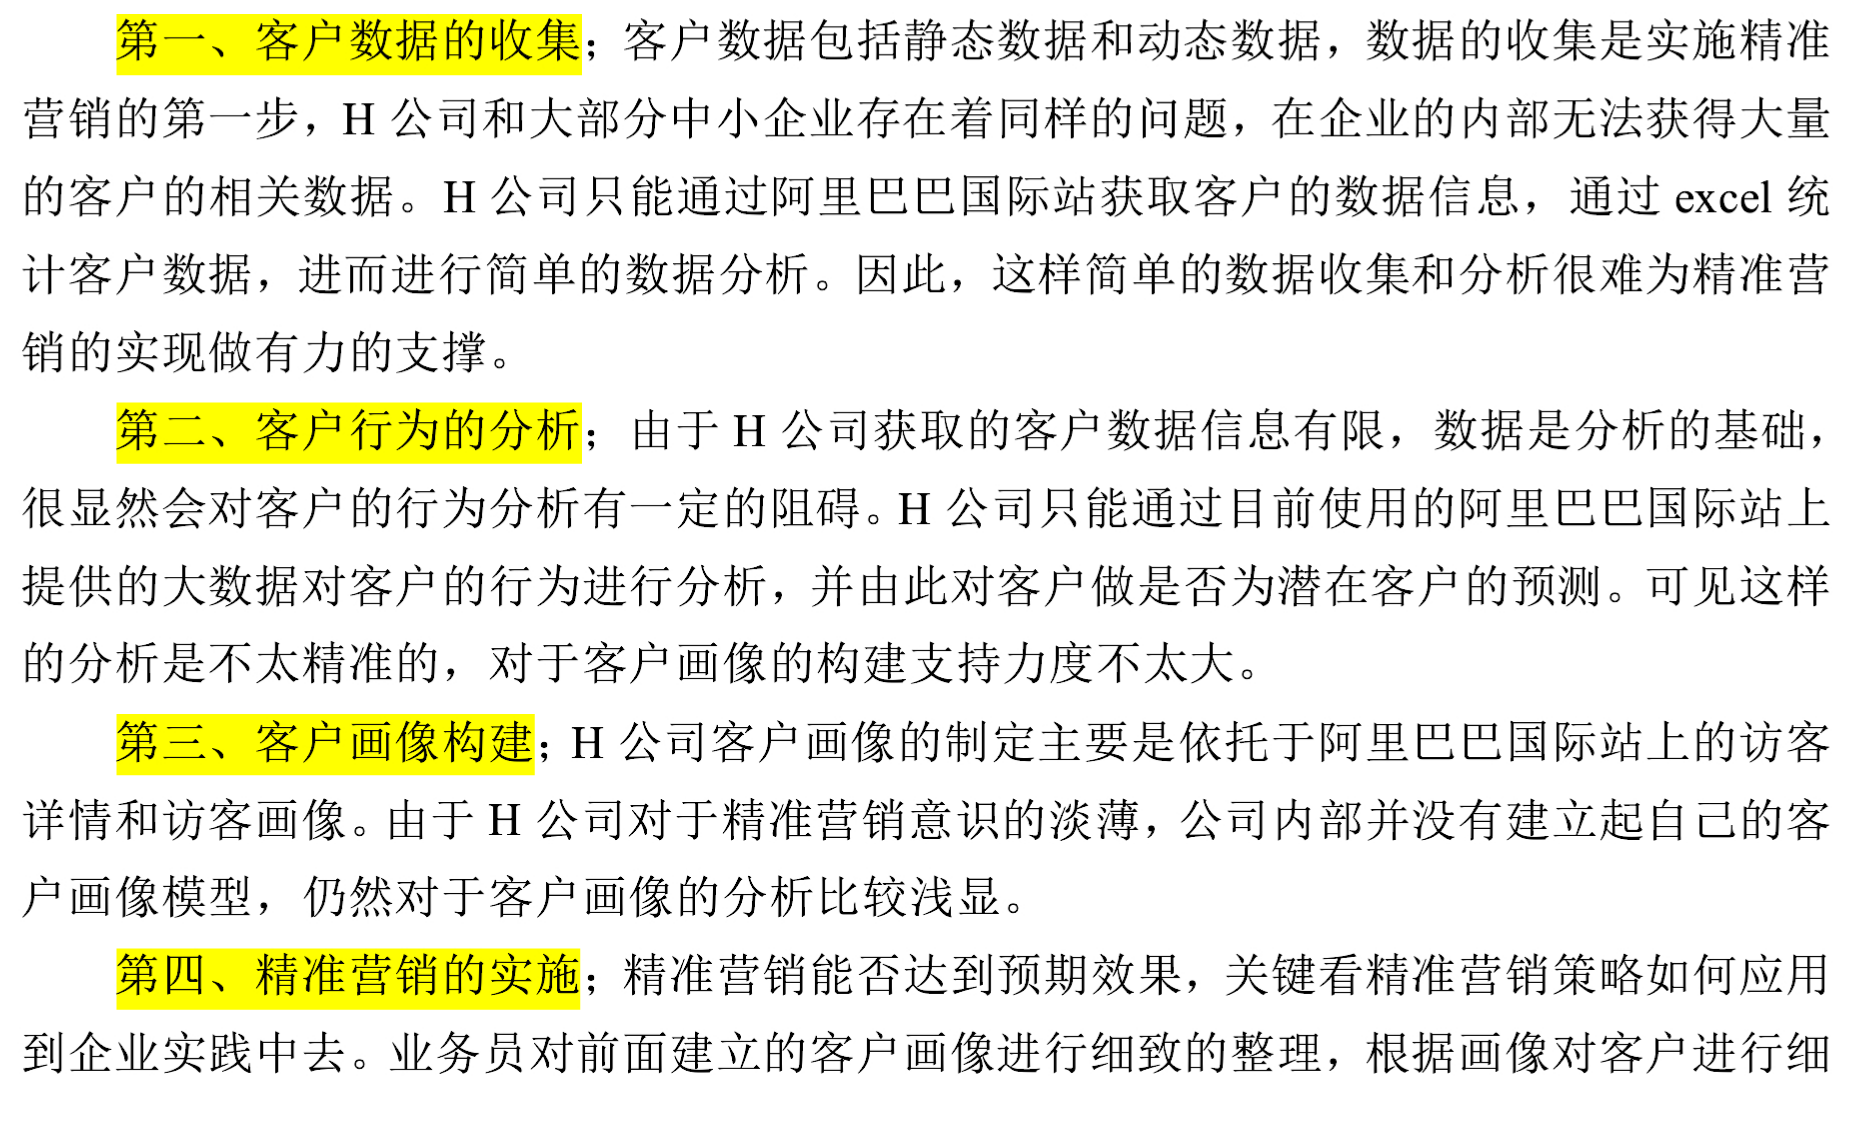 第一、客户数据的收集；客户数据包括静态数据和动态数据，数据的收集是实施精准
营销的第一步，H 公司和大部分中小企业存在着同样的问题，在企业的内部无法获得大量
的客户的相关数据。H 公司只能通过阿里巴巴国际站获取客户的数据信息，通过 excel 统
计客户数据，进而进行简单的数据分析。因此，这样简单的数据收集和分析很难为精准营
销的实现做有力的支撑。
第二、客户行为的分析；由于 H 公司获取的客户数据信息有限，数据是分析的基础，
很显然会对客户的行为分析有一定的阻碍。H 公司只能通过目前使用的阿里巴巴国际站上
提供的大数据对客户的行为进行分析，并由此对客户做是否为潜在客户的预测。可见这样
的分析是不太精准的，对于客户画像的构建支持力度不太大。
第三、客户画像构建；H 公司客户画像的制定主要是依托于阿里巴巴国际站上的访客
详情和访客画像。由于 H 公司对于精准营销意识的淡薄，公司内部并没有建立起自己的客
户画像模型，仍然对于客户画像的分析比较浅显。
第四、精准营销的实施；精准营销能否达到预期效果，关键看精准营销策略如何应用
到企业实践中去。业务员对前面建立的客户画像进行细致的整理，根据画像对客户进行细